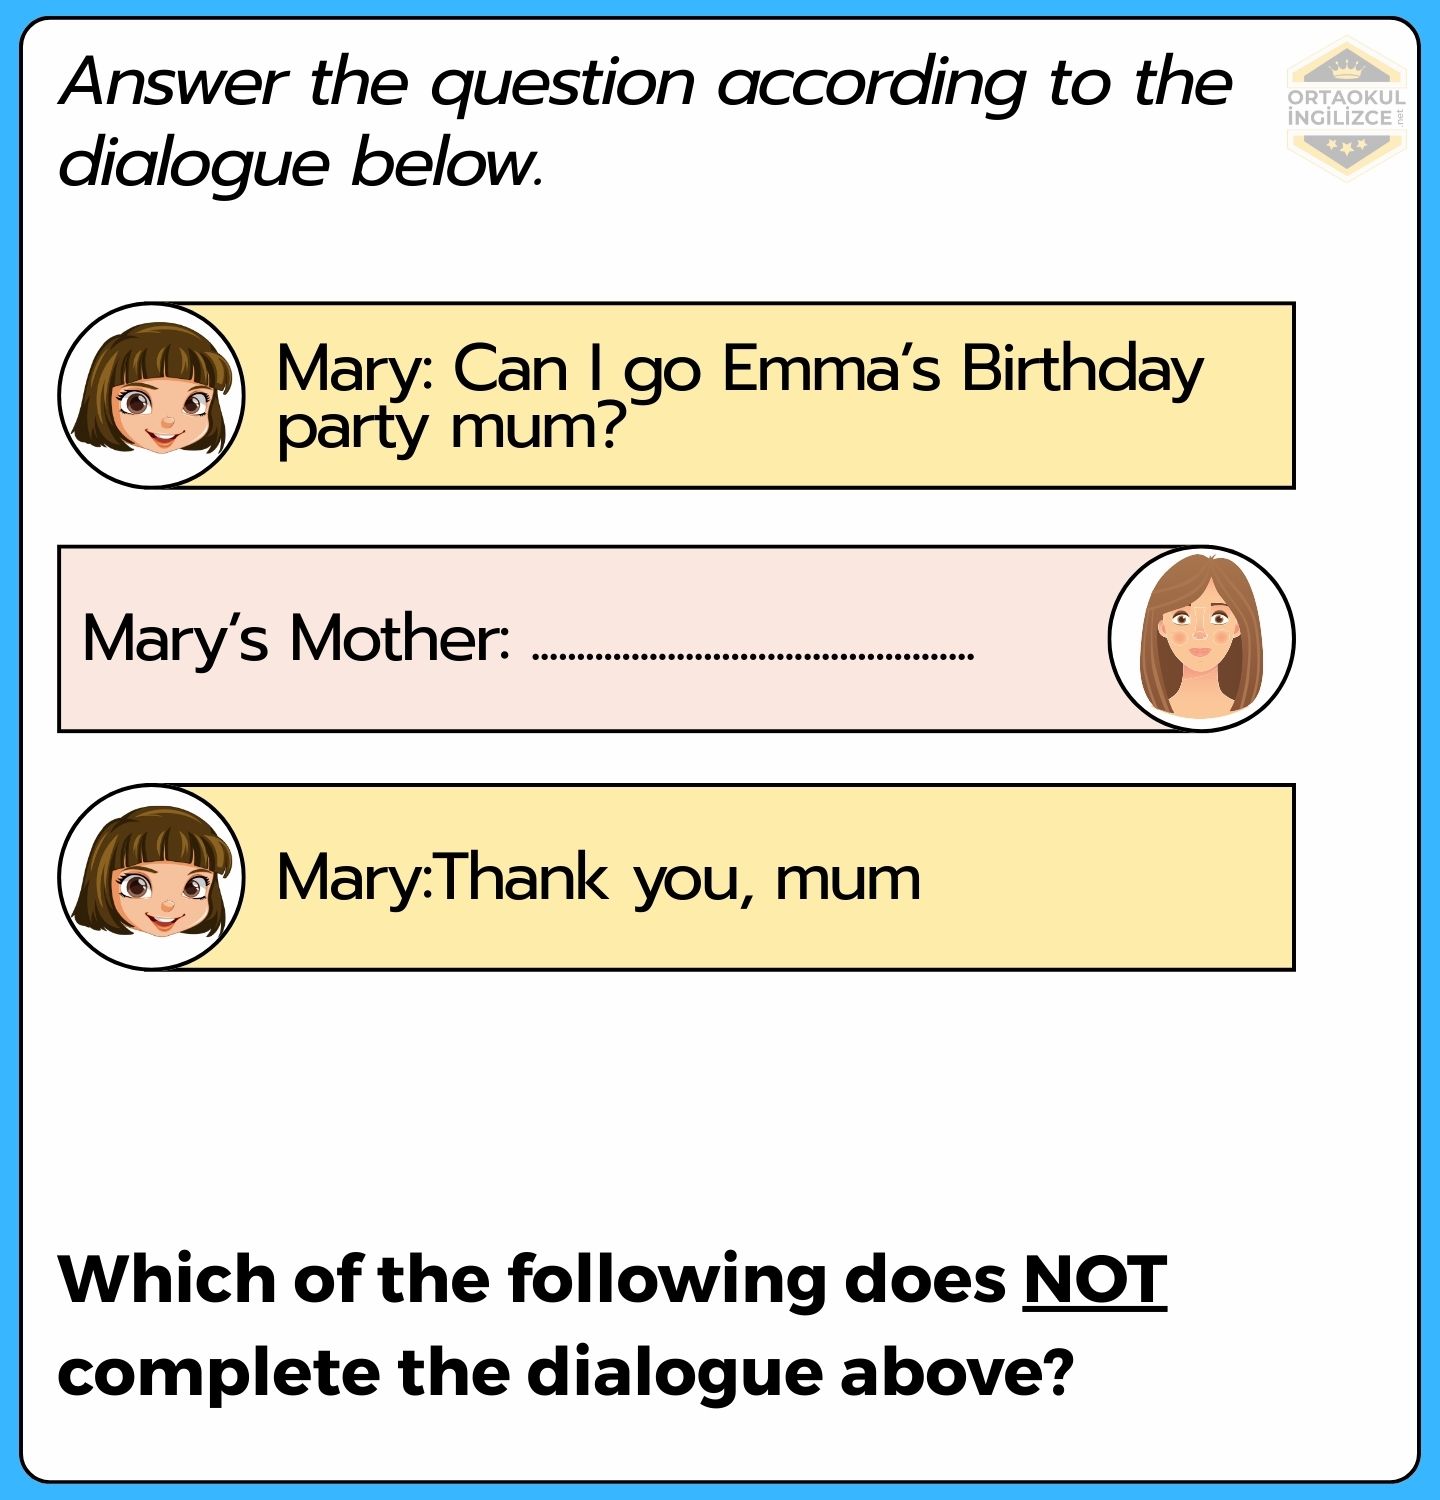 Answer the question according to the
dialogue below.
ORTAOKUL
İNGİLİZCE
.net
Mary: Can I go Emma’s Birthday
party mum?
Mary’s Mother: .................................................
Mary:Thank you, mum
Which of the following does NOT
complete the dialogue above?